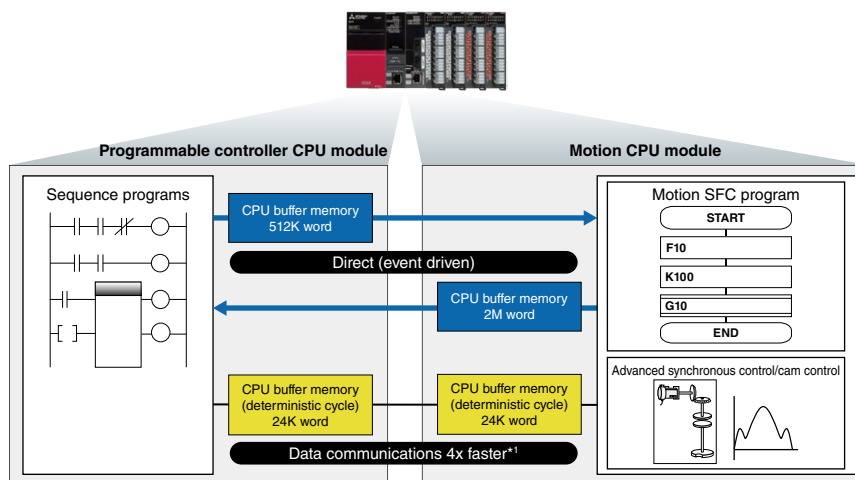 Programmable controller CPU module
Motion CPU module
Sequence programs
CPU buffer memory
512K word
Direct (event driven)
CPU buffer memory
2M word
CPU buffer memory
(deterministic cycle)
24K word
CPU buffer memory
(deterministic cycle)
24K word
Data communications 4x faster*1
Motion SFC program
START
F10
K100
G10
END
Advanced synchronous control/cam control